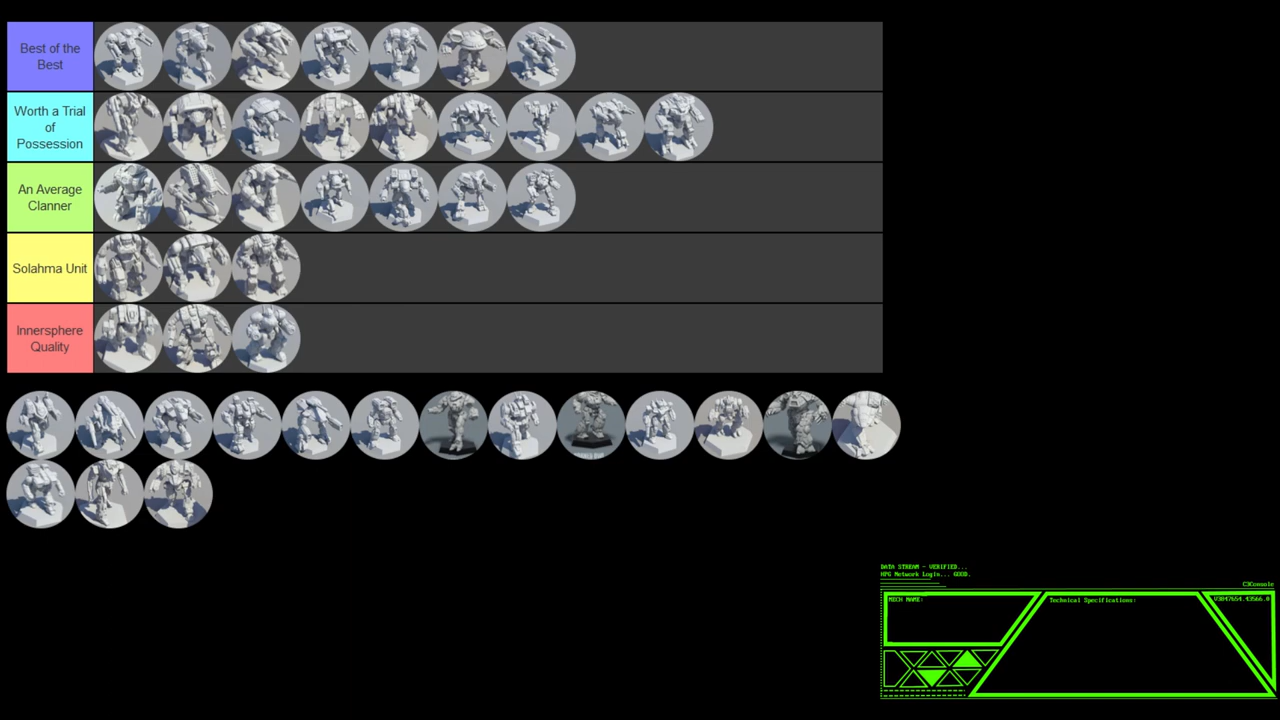 Best of the
Best
Worth a Trial
of
Possession
An Average
Clanner
Solahma Unit
Innersphere
Quality
DATA STREAM - VERIFIED...
HPG Network Login... GOOD.
C3Console
MECH NAME:
Technical Specifications: